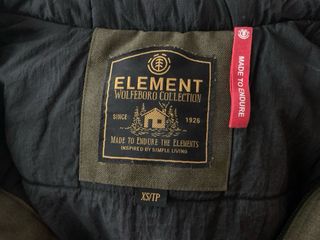 ELEMENT
WOLFEBORO COLLECTION
SINCE 1926
MADE TO ENDURE THE ELEMENTS
INSPIRED BY SIMPLE LIVING
XS/TP
MADE TO ENDURE